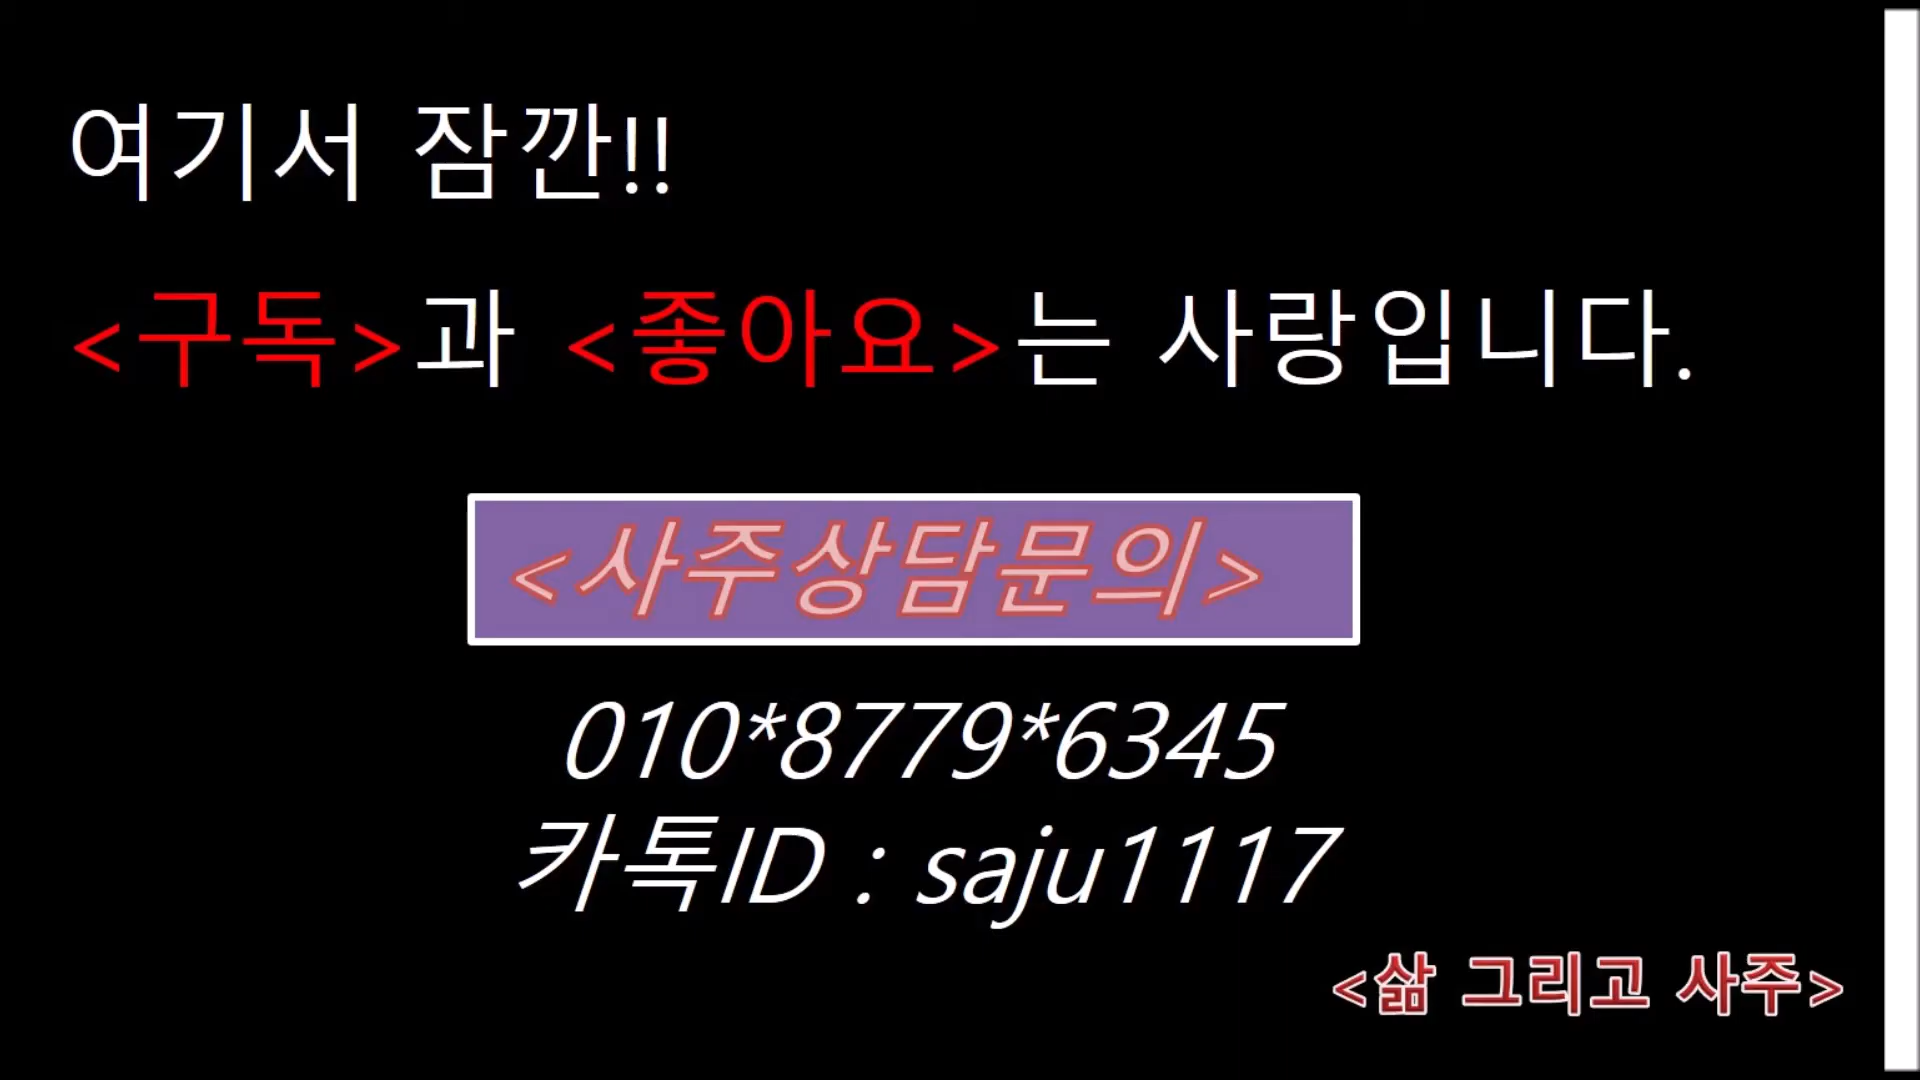 여기서 잠깐!!
<구독>과 <좋아요>는 사랑입니다.
<사주상담문의>
010*8779*6345
카톡ID : saju1117
<삶 그리고 사주>